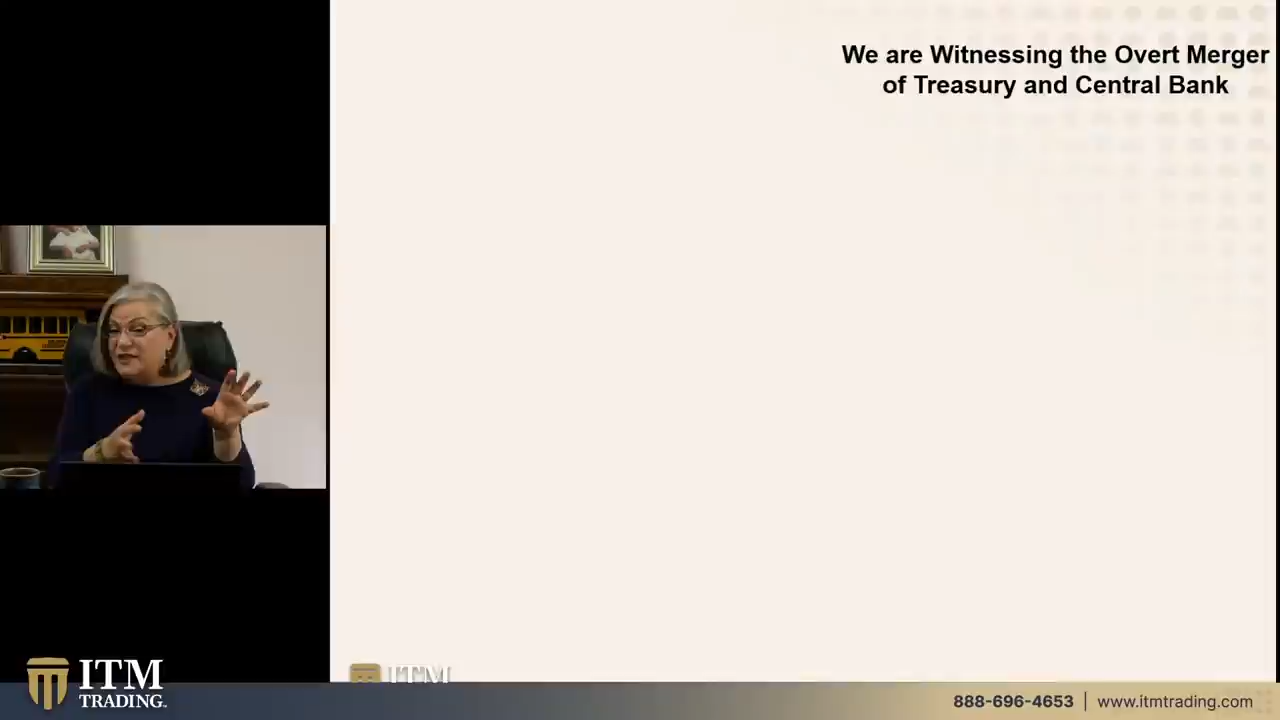 We are Witnessing the Overt Merger
of Treasury and Central Bank
ITM
TRADING.
ITM
888-696-4653 | www.itmtrading.com